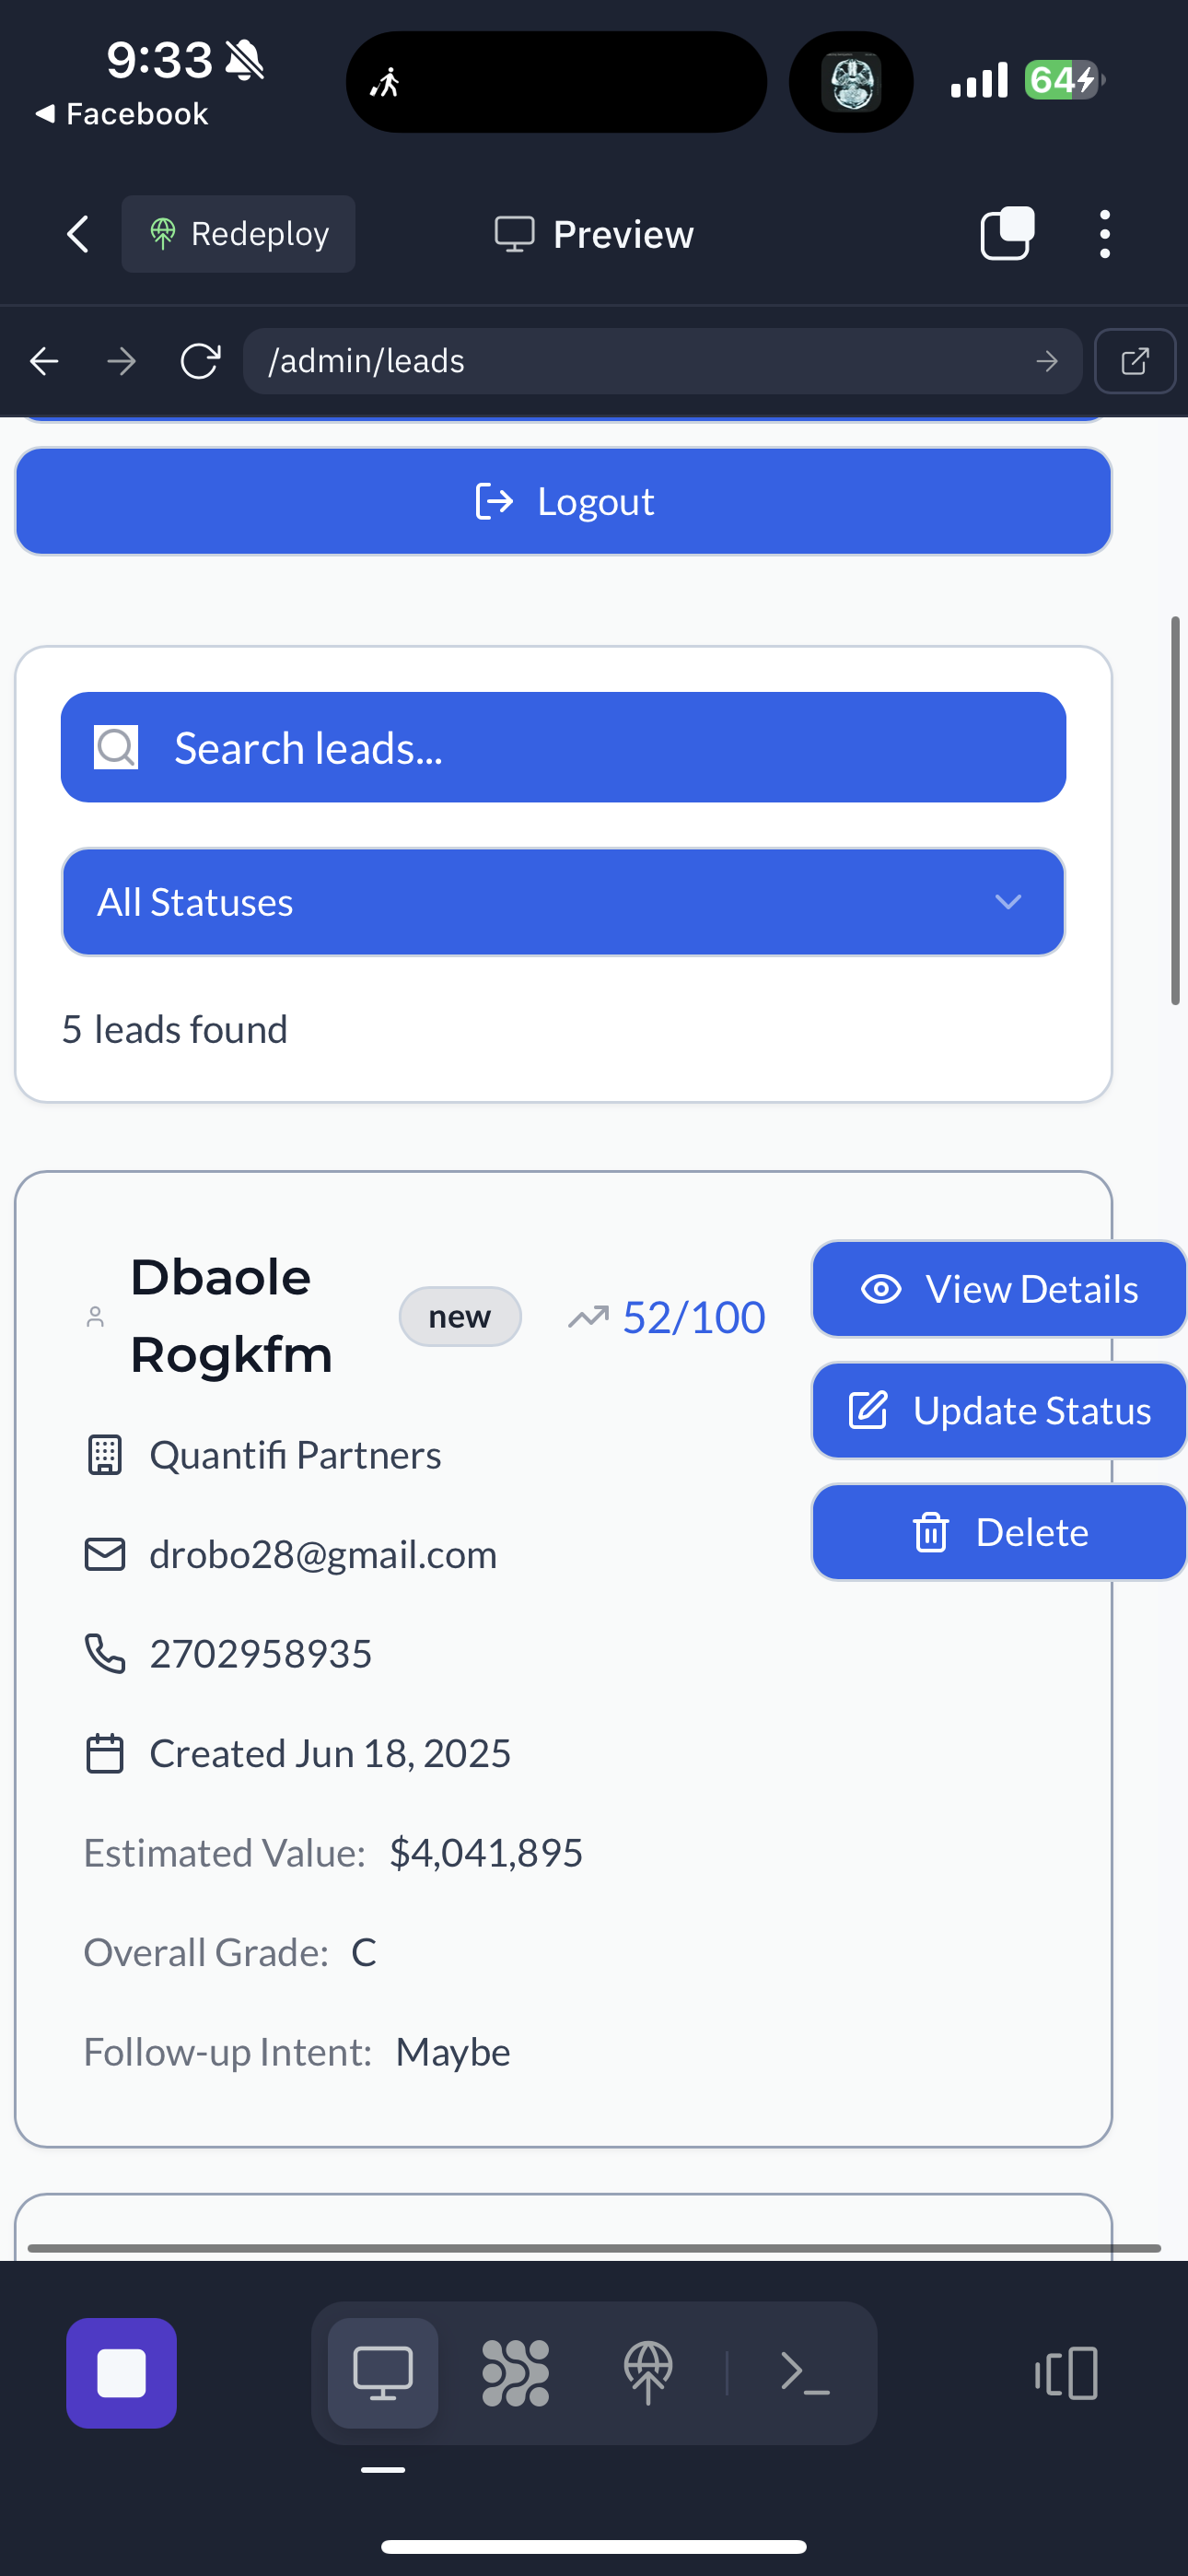 9:33
64
Facebook
Redeploy
Preview
/admin/leads
Logout
Search leads...
All Statuses
5 leads found
Dbaole
Rogkfm
new
52/100
View Details
Update Status
Delete
Quantifi Partners
drobo28@gmail.com
2702958935
Created Jun 18, 2025
Estimated Value: $4,041,895
Overall Grade: C
Follow-up Intent: Maybe